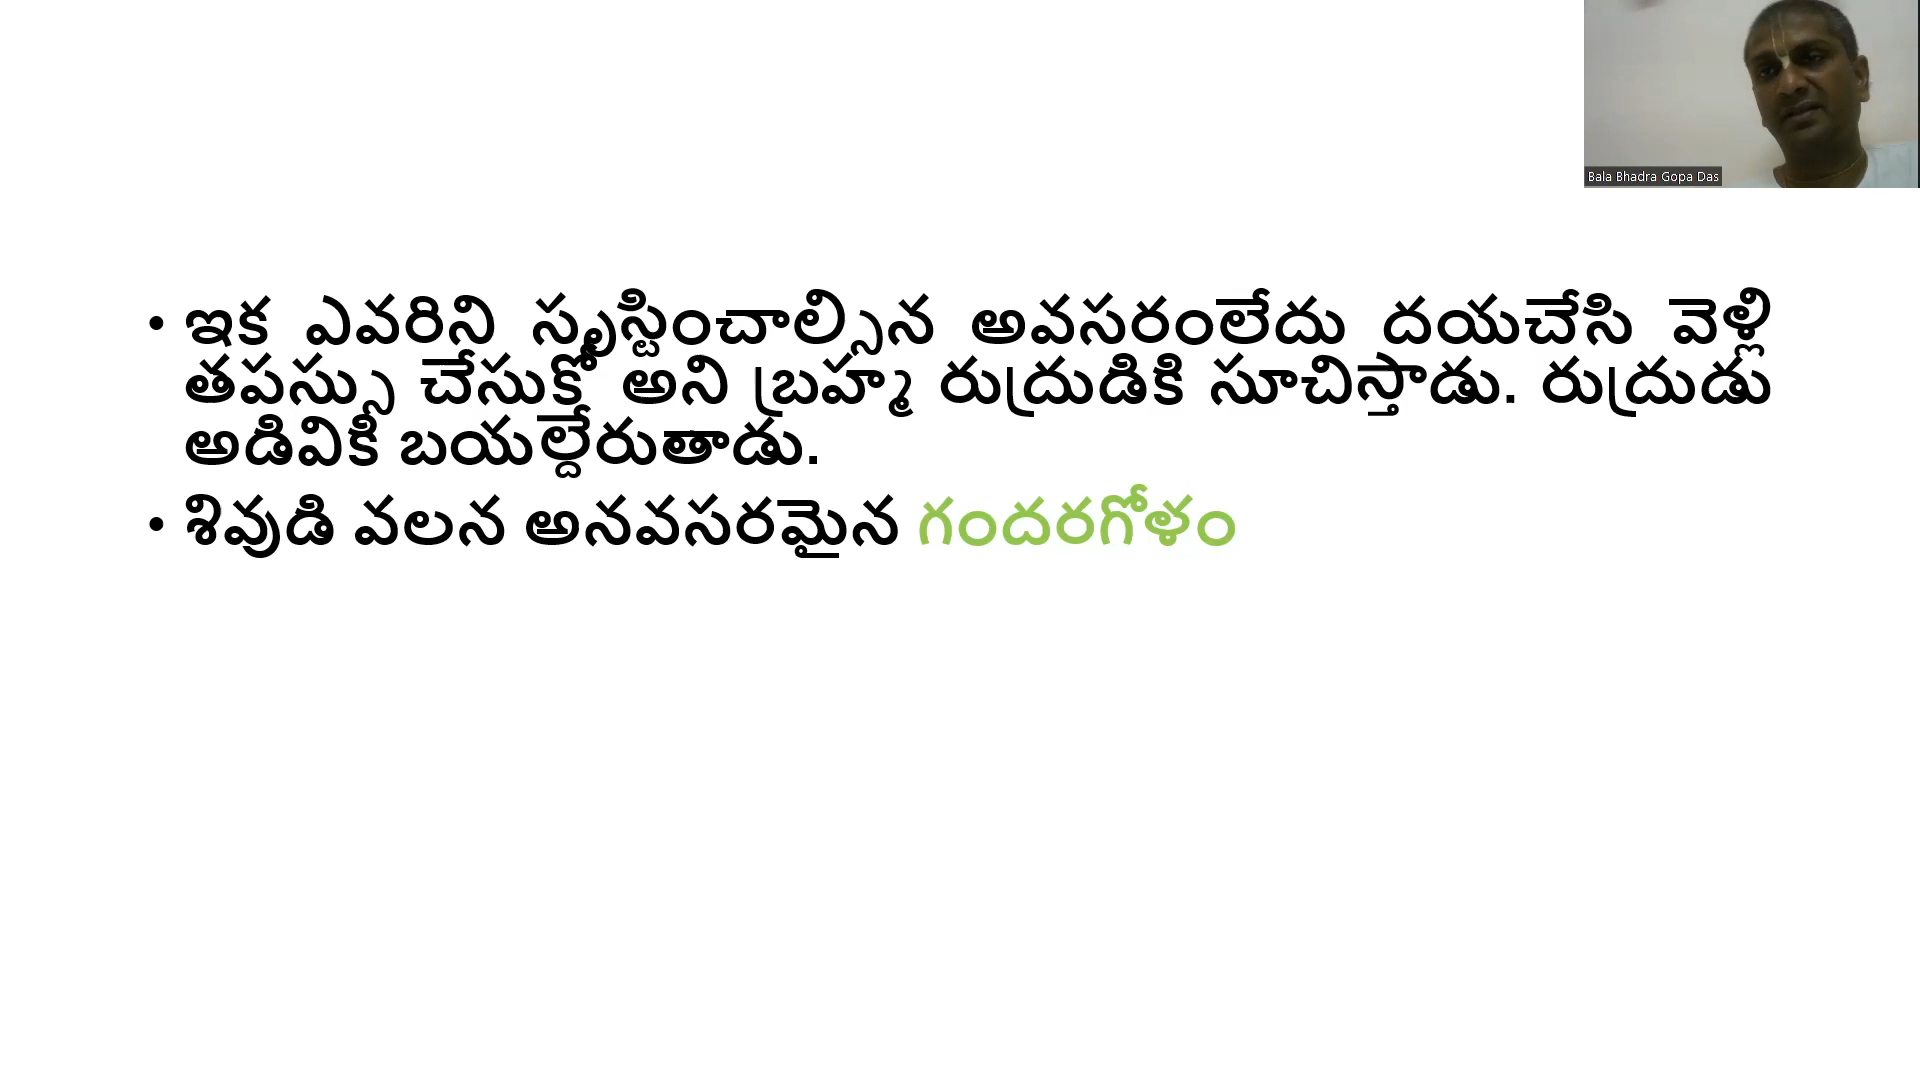 Bala Bhadra Gopa Das
• ఇక ఎవరిని సృష్టించాల్సిన అవసరంలేదు దయచేసి వెళ్లి
తపస్సు చేసుకో అని బ్రహ్మ రుద్రుడికి సూచిస్తాడు. రుద్రుడు
అడివికి బయల్దేరుతాడు.
• శివుడి వలన అనవసరమైన గందరగోళం